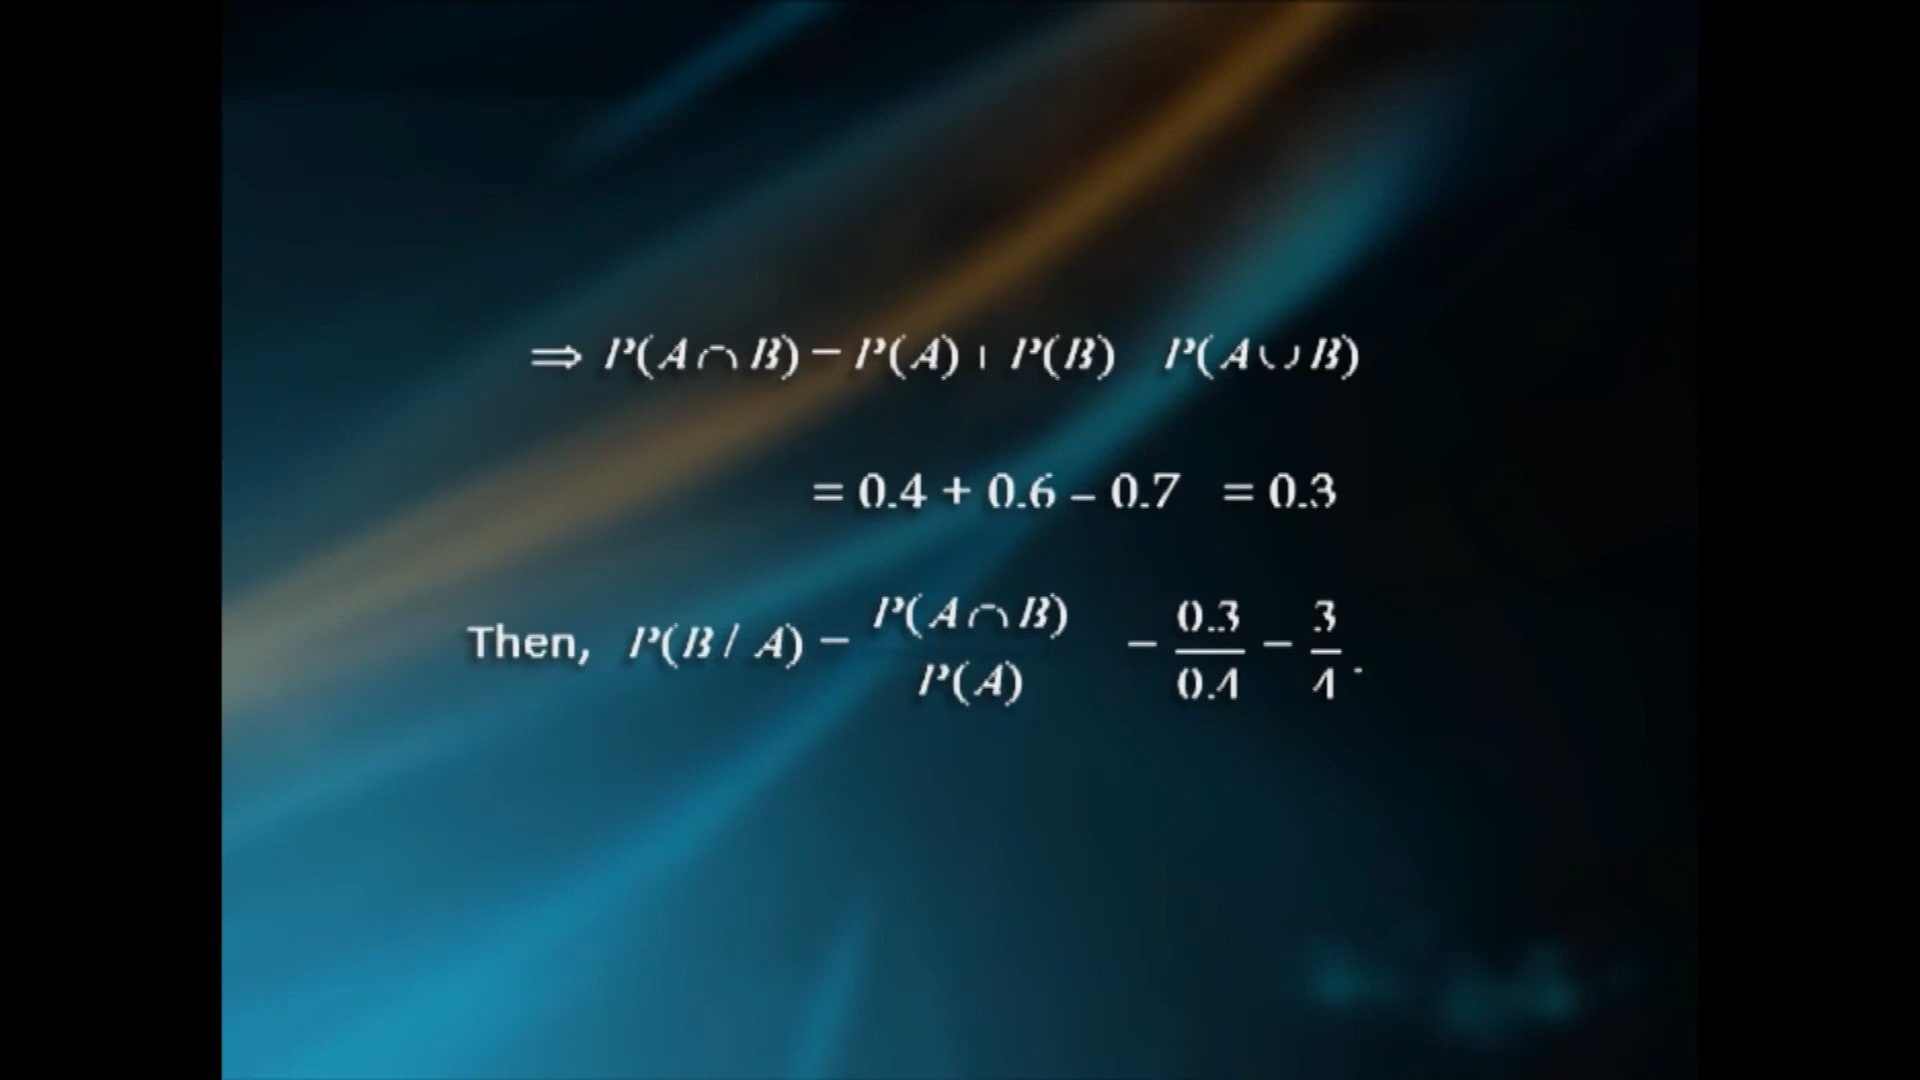 ⇒ P(A∩B) = P(A) + P(B) − P(A∪B)
= 0.4 + 0.6 – 0.7 = 0.3
Then, P(B / A) = P(A∩B) / P(A) = 0.3 / 0.4 = 3 / 4 .